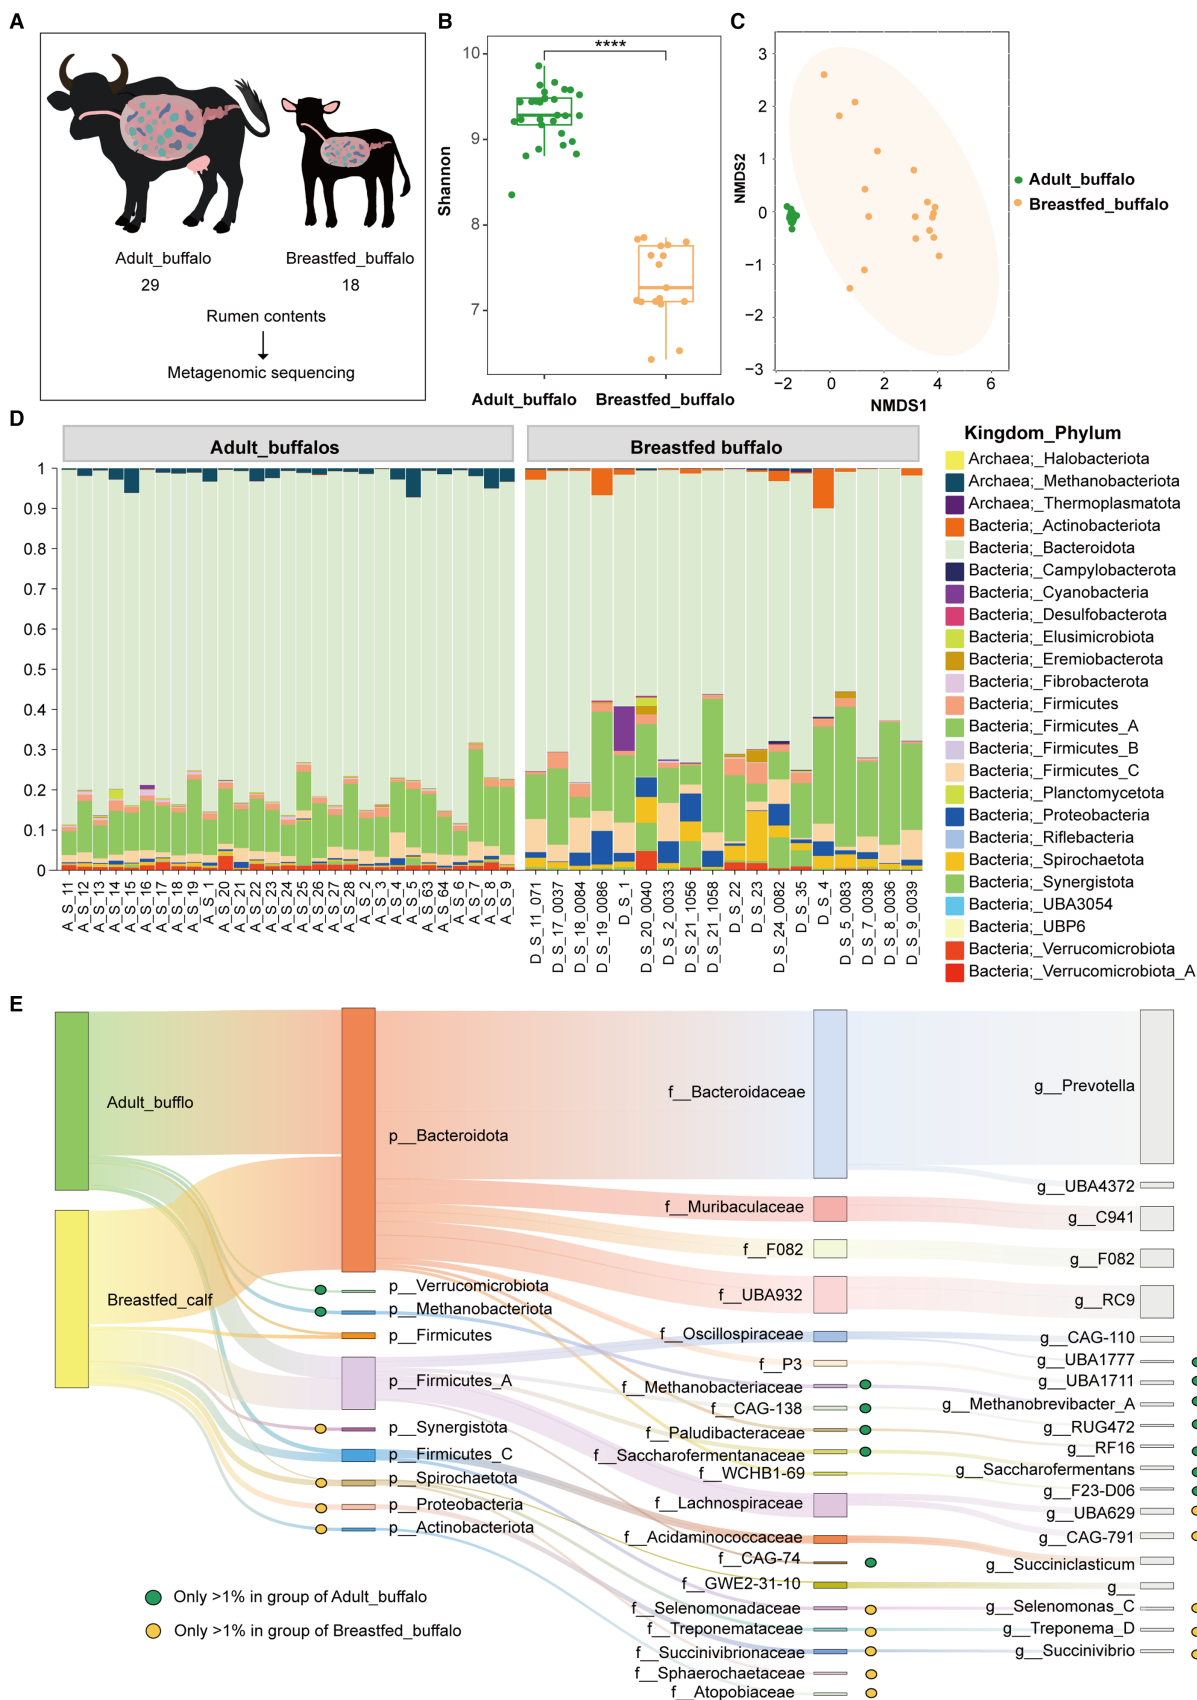 A
Adult_buffalo
Breastfed_buffalo
29
18
Rumen contents
Metagenomic sequencing
B
****
10
9
8
7
Shannon
Adult_buffalo
Breastfed_buffalo
C
3
2
1
0
−1
−2
−3
NMDS2
−2
0
2
4
6
NMDS1
Adult_buffalo
Breastfed_buffalo
D
Adult_buffalos
Breastfed buffalo
1
0.9
0.8
0.7
0.6
0.5
0.4
0.3
0.2
0.1
0
A_S_11
A_S_12
A_S_13
A_S_14
A_S_15
A_S_16
A_S_17
A_S_18
A_S_19
A_S_1
A_S_20
A_S_21
A_S_22
A_S_23
A_S_24
A_S_25
A_S_26
A_S_27
A_S_28
A_S_2
A_S_3
A_S_4
A_S_5
A_S_63
A_S_64
A_S_6
A_S_7
A_S_8
A_S_9
D_S_11_071
D_S_17_0037
D_S_18_0084
D_S_19_0086
D_S_1
D_S_20_0040
D_S_2_0033
D_S_21_1056
D_S_21_1058
D_S_22
D_S_23
D_S_24_0082
D_S_35
D_S_4
D_S_5_0083
D_S_7_0038
D_S_8_0036
D_S_9_0039
Kingdom_Phylum
Archaea;_Halobacteriota
Archaea;_Methanobacteriota
Archaea;_Thermoplasmatota
Bacteria;_Actinobacteriota
Bacteria;_Bacteroidota
Bacteria;_Campylobacterota
Bacteria;_Cyanobacteria
Bacteria;_Desulfobacterota
Bacteria;_Elusimicrobiota
Bacteria;_Eremiobacterota
Bacteria;_Fibrobacterota
Bacteria;_Firmicutes
Bacteria;_Firmicutes_A
Bacteria;_Firmicutes_B
Bacteria;_Firmicutes_C
Bacteria;_Planctomycetota
Bacteria;_Proteobacteria
Bacteria;_Riflebacteria
Bacteria;_Spirochaetota
Bacteria;_Synergistota
Bacteria;_UBA3054
Bacteria;_UBP6
Bacteria;_Verrucomicrobiota
Bacteria;_Verrucomicrobiota_A
E
Adult_bufflo
Breastfed_calf
p__Bacteroidota
p__Verrucomicrobiota
p__Methanobacteriota
p__Firmicutes
p__Firmicutes_A
p__Synergistota
p__Firmicutes_C
p__Spirochaetota
p__Proteobacteria
p__Actinobacteriota
f__Bacteroidaceae
f__Muribaculaceae
f__F082
f__UBA932
f__Oscillospiraceae
f__P3
f__Methanobacteriaceae
f__CAG-138
f__Paludibacteraceae
f__Saccharofermentanaceae
f__WCHB1-69
f__Lachnospiraceae
f__Acidaminococcaceae
f__CAG-74
f__GWE2-31-10
f__Selenomonadaceae
f__Treponemataceae
f__Succinivibrionaceae
f__Sphaerochaetaceae
f__Atopobiaceae
g__Prevotella
g__UBA4372
g__C941
g__F082
g__RC9
g__CAG-110
g__UBA1777
g__UBA1711
g__Methanobrevibacter_A
g__RUG472
g__RF16
g__Saccharofermentans
g__F23-D06
g__UBA629
g__CAG-791
g__Succiniclasticum
g__
g__Selenomonas_C
g__Treponema_D
g__Succinivibrio
Only >1% in group of Adult_buffalo
Only >1% in group of Breastfed_buffalo